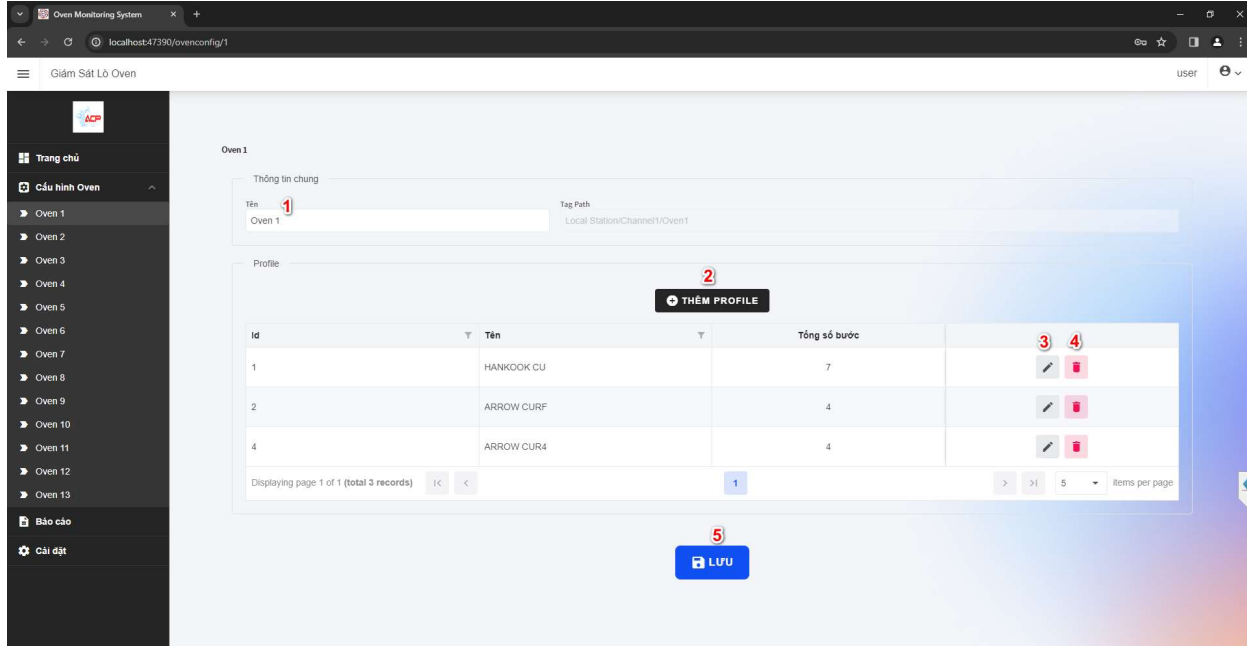 Oven Monitoring System
localhost:47390/ovenconfig/1
Giám Sát Lò Oven
user
ACP
Trang chủ
Cấu hình Oven
Oven 1
Oven 2
Oven 3
Oven 4
Oven 5
Oven 6
Oven 7
Oven 8
Oven 9
Oven 10
Oven 11
Oven 12
Oven 13
Báo cáo
Cài đặt
Oven 1
Thông tin chung
Tên 1 Tag Path
Oven 1 Local Station/Channel1/Oven1
Profile
2
THÊM PROFILE
Id Tên Tổng số bước 3 4
1 HANKOOK CU 7
2 ARROW CURF 4
4 ARROW CUR4 4
Displaying page 1 of 1 (total 3 records) 1 5 items per page
5
LƯU